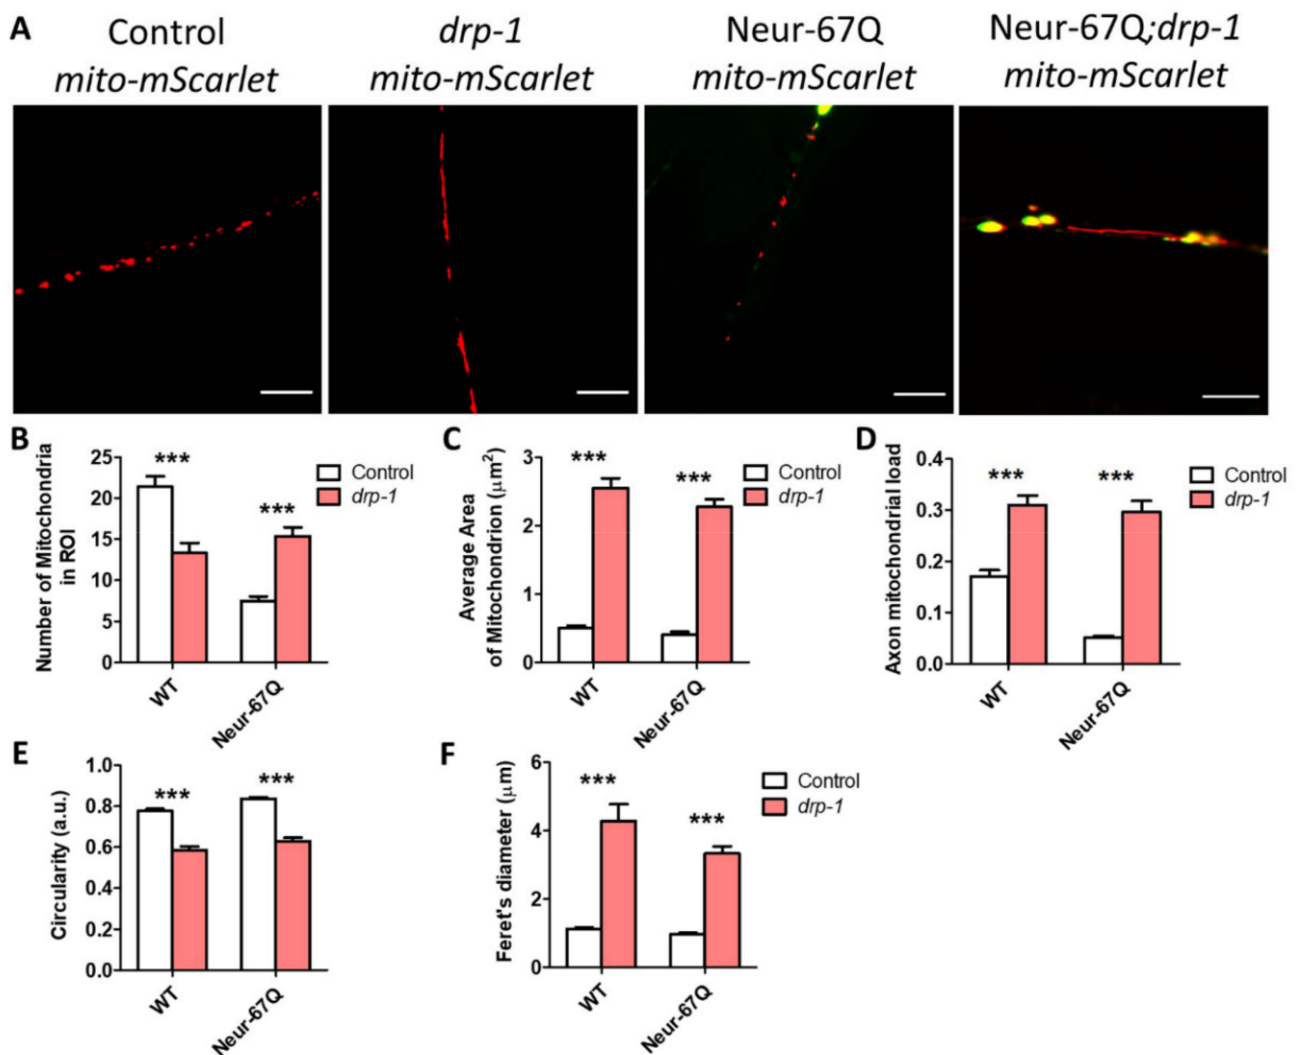 A
Control
mito-mScarlet
drp-1
mito-mScarlet
Neur-67Q
mito-mScarlet
Neur-67Q;drp-1
mito-mScarlet
B
Number of Mitochondria
in ROI
25
20
15
10
5
0
***
***
WT
Neur-67Q
Control
drp-1
C
Average Area
of Mitochondrion (μm²)
3
2
1
0
***
***
WT
Neur-67Q
Control
drp-1
D
Axon mitochondrial load
0.4
0.3
0.2
0.1
0.0
***
***
WT
Neur-67Q
Control
drp-1
E
Circularity (a.u.)
1.0
0.8
0.6
0.4
0.2
0.0
***
***
WT
Neur-67Q
F
Feret's diameter (μm)
6
4
2
0
***
***
WT
Neur-67Q
Control
drp-1